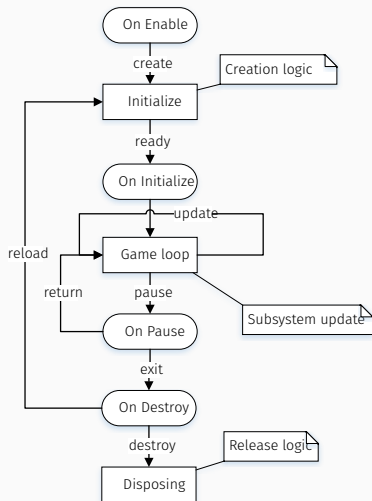 On Enable
create
Creation logic
Initialize
ready
On Initialize
update
reload
Game loop
return
pause
Subsystem update
On Pause
exit
On Destroy
destroy
Release logic
Disposing